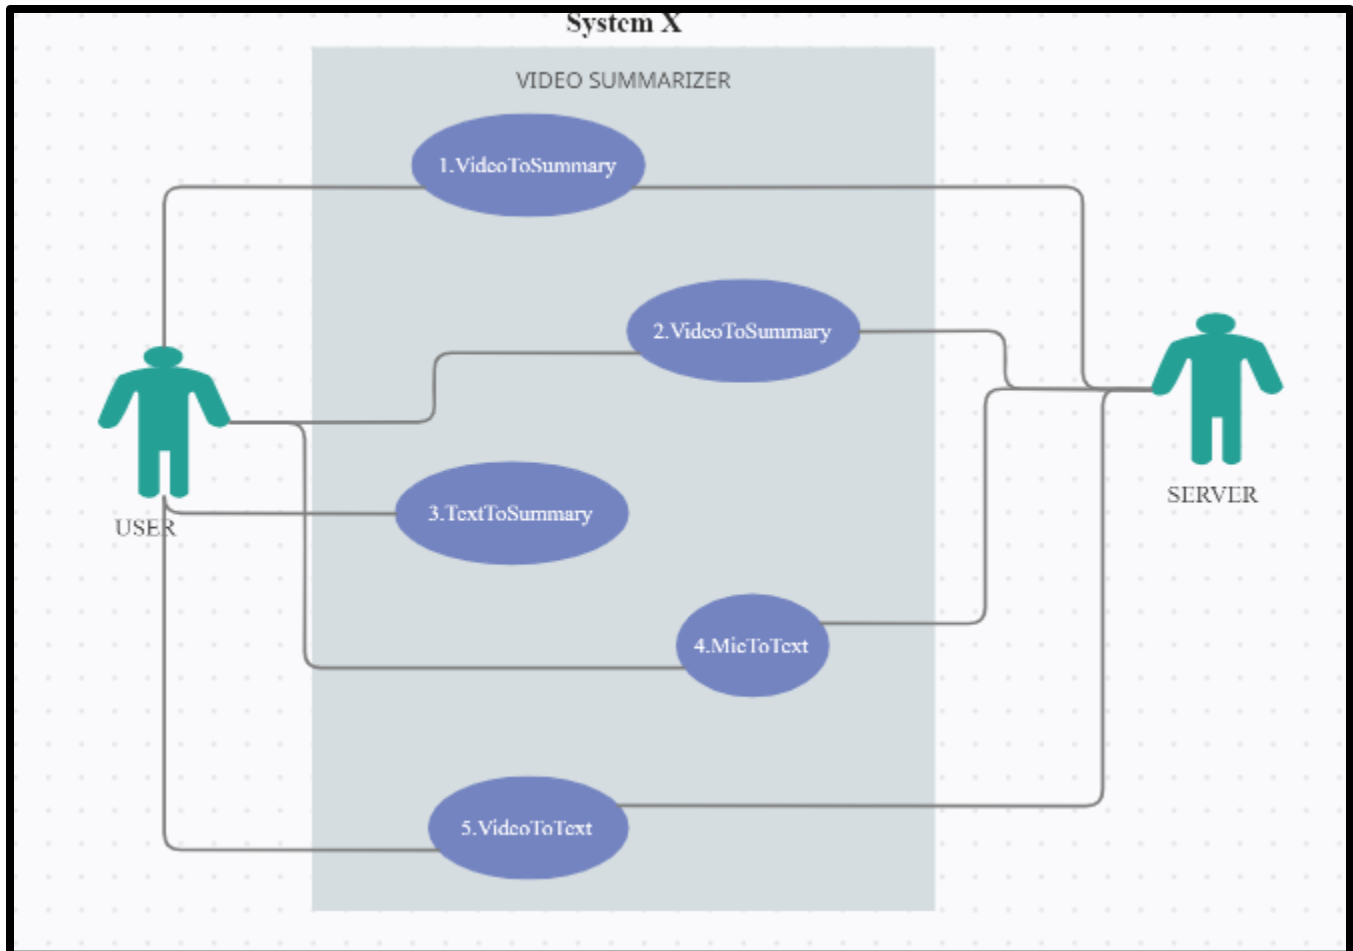 System X
VIDEO SUMMARIZER
1.VideoToSummary
2.VideoToSummary
3.TextToSummary
USER
SERVER
4.MicToText
5.VideoToText